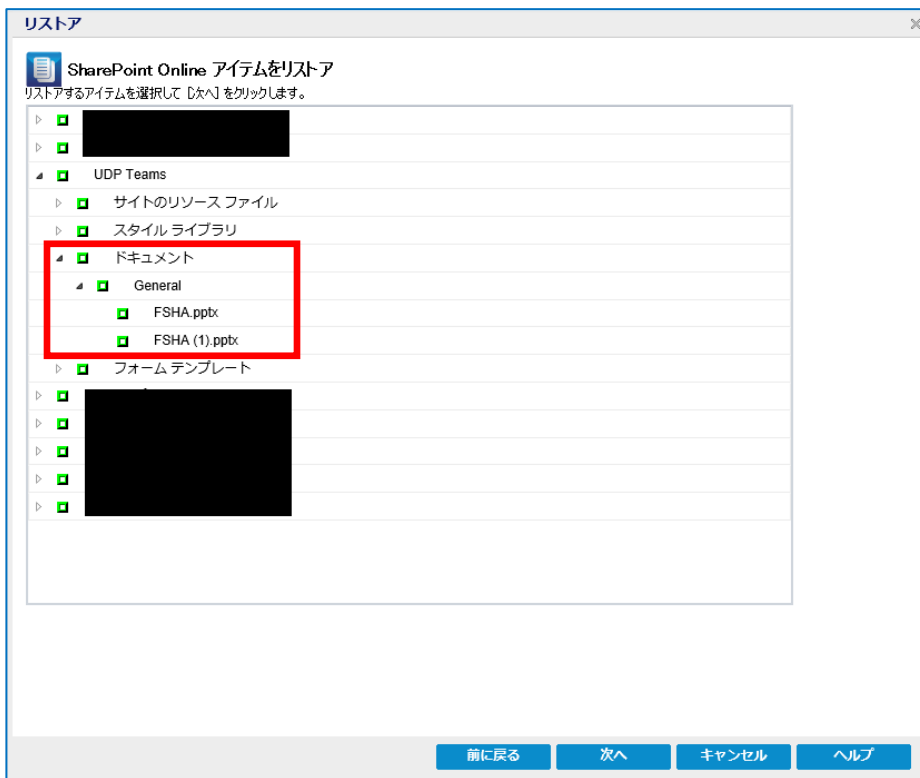 リストア
SharePoint Online アイテムをリストア
リストアするアイテムを選択して [次へ] をクリックします。
UDP Teams
サイトのリソース ファイル
スタイル ライブラリ
ドキュメント
General
FSHA.pptx
FSHA (1).pptx
フォーム テンプレート
前に戻る 次へ キャンセル ヘルプ